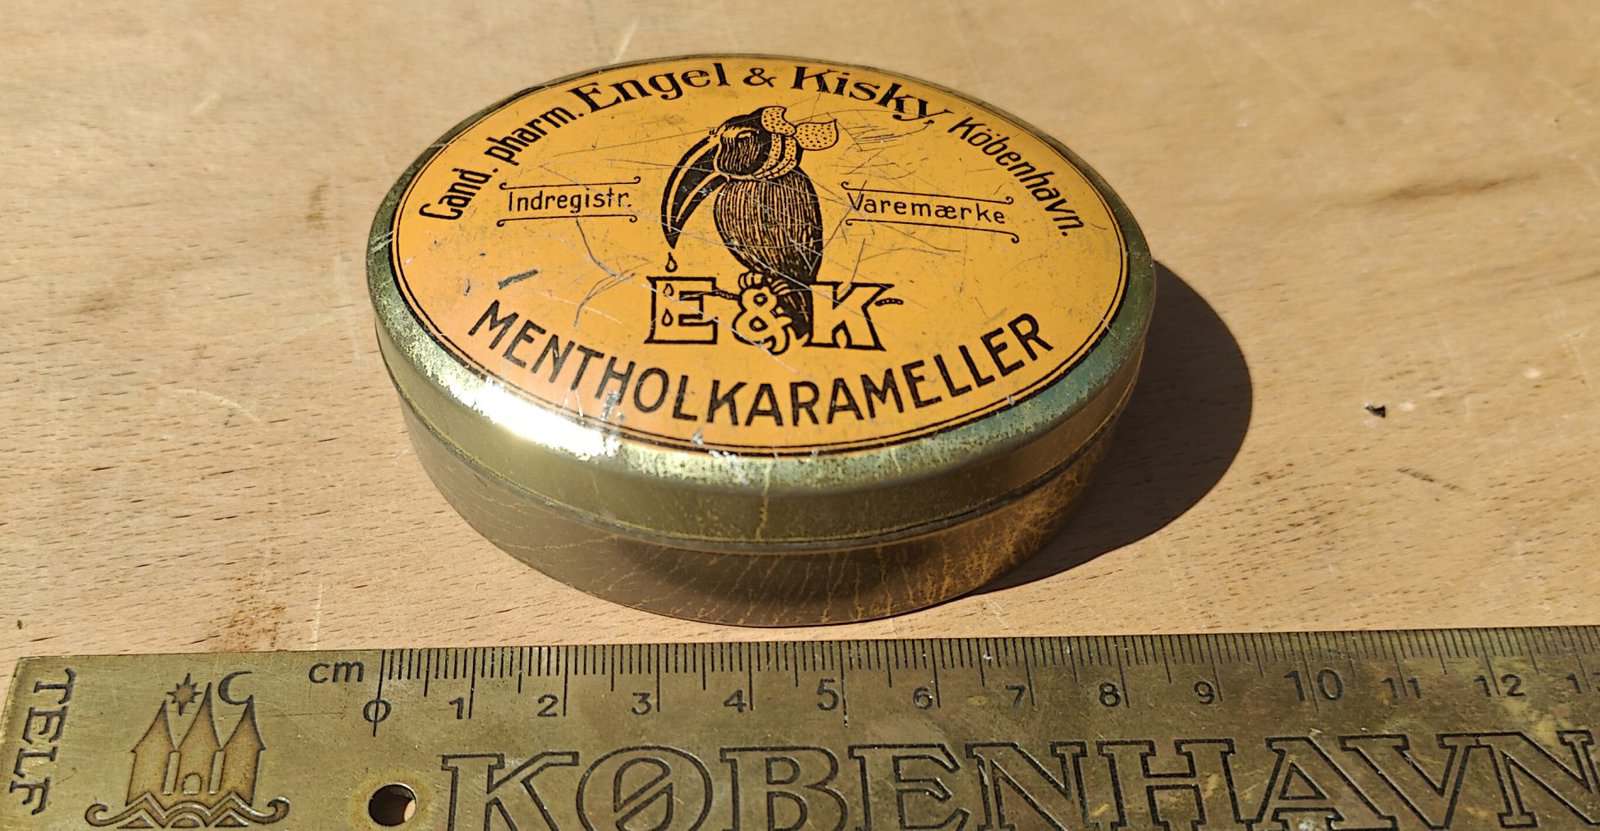 Cand. pharm. Engel & Kisky, Köbenhavn.
Indregistr. Varemærke
E & K
MENTHOLKARAMELLER
cm
0 1 2 3 4 5 6 7 8 9 10 11 12
TELF
KØBENHAVN